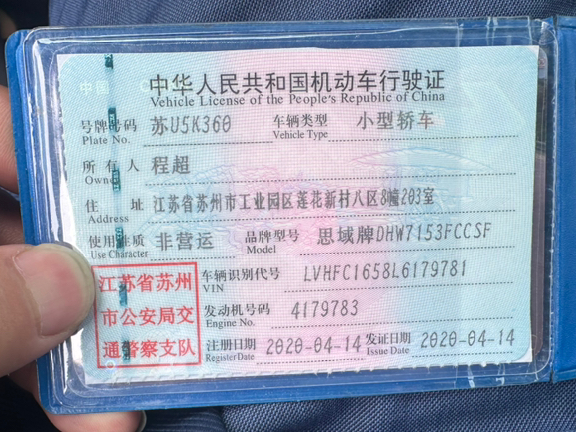 中华人民共和国机动车行驶证
Vehicle License of the People's Republic of China
号牌号码 苏U5K360 车辆类型 小型轿车
Plate No. Vehicle Type
所有人 程超
Owner
住址 江苏省苏州市工业园区莲花新村八区8幢203室
Address
使用性质 非营运 品牌型号 思域牌DHW7153FCCSF
Use Character Model
江苏省苏州
市公安局交
通警察支队
车辆识别代号 LVHFC1658L6179781
VIN
发动机号码 4179783
Engine No.
注册日期 2020-04-14 发证日期 2020-04-14
Register Date Issue Date